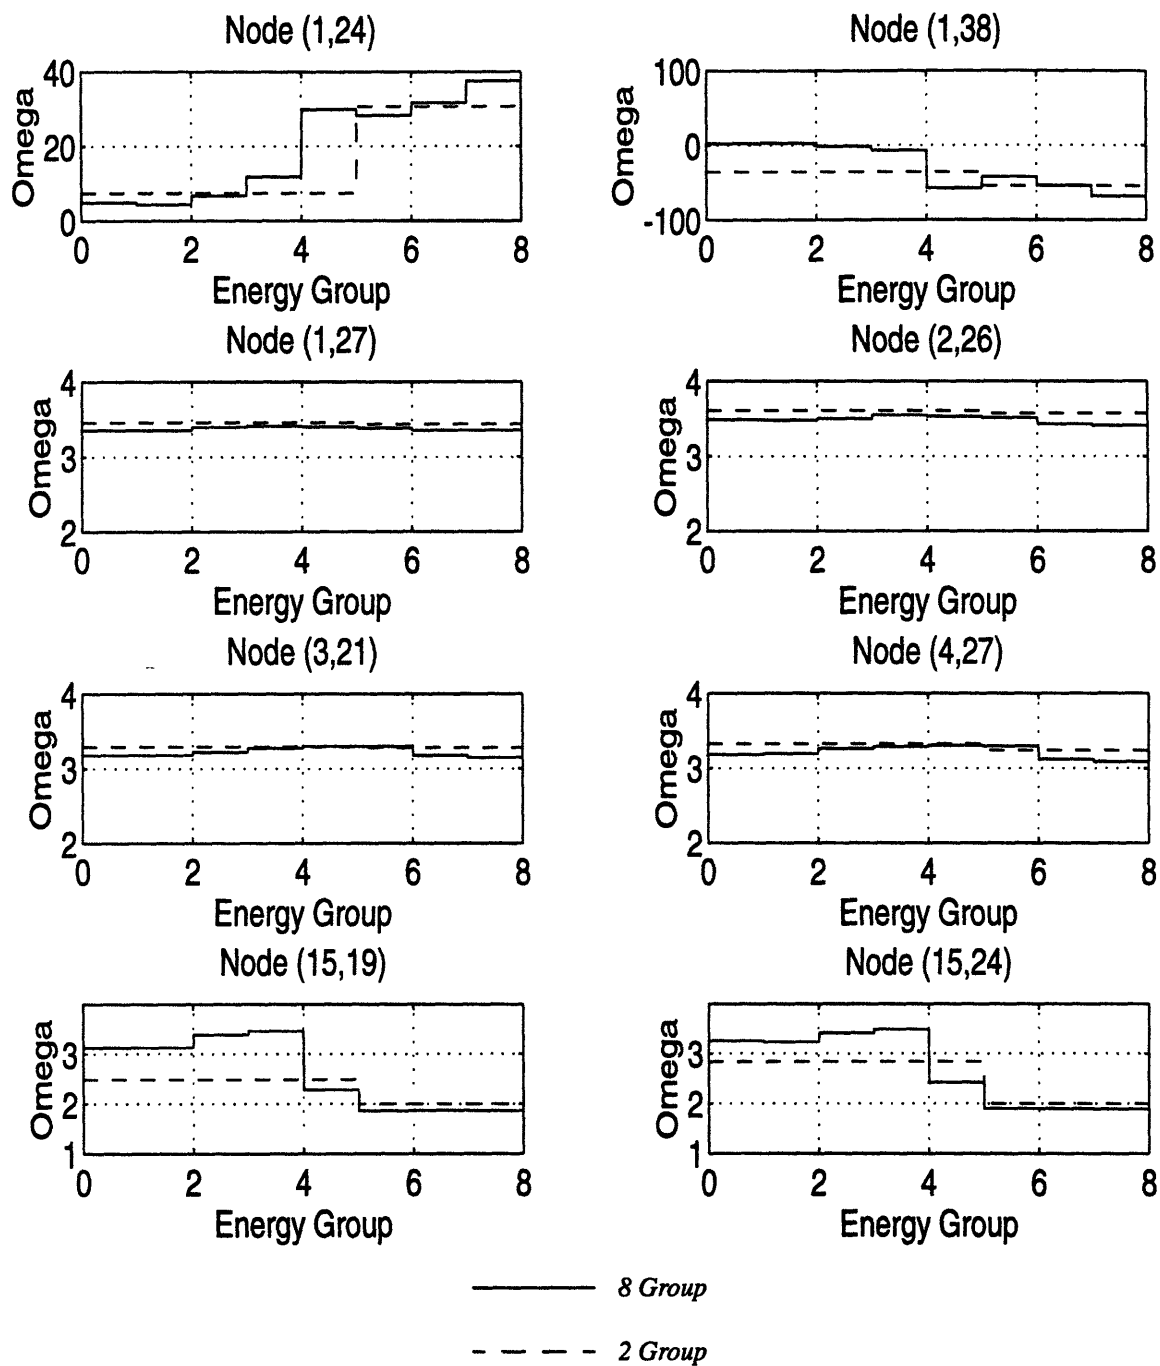 Node (1,24)
Omega
40
20
0
0 2 4 6 8
Energy Group
Node (1,38)
Omega
100
0
-100
0 2 4 6 8
Energy Group
Node (1,27)
Omega
4
3
2
0 2 4 6 8
Energy Group
Node (2,26)
Omega
4
3
2
0 2 4 6 8
Energy Group
Node (3,21)
Omega
4
3
2
0 2 4 6 8
Energy Group
Node (4,27)
Omega
4
3
2
0 2 4 6 8
Energy Group
Node (15,19)
Omega
3
2
1
0 2 4 6 8
Energy Group
Node (15,24)
Omega
3
2
1
0 2 4 6 8
Energy Group
8 Group
2 Group